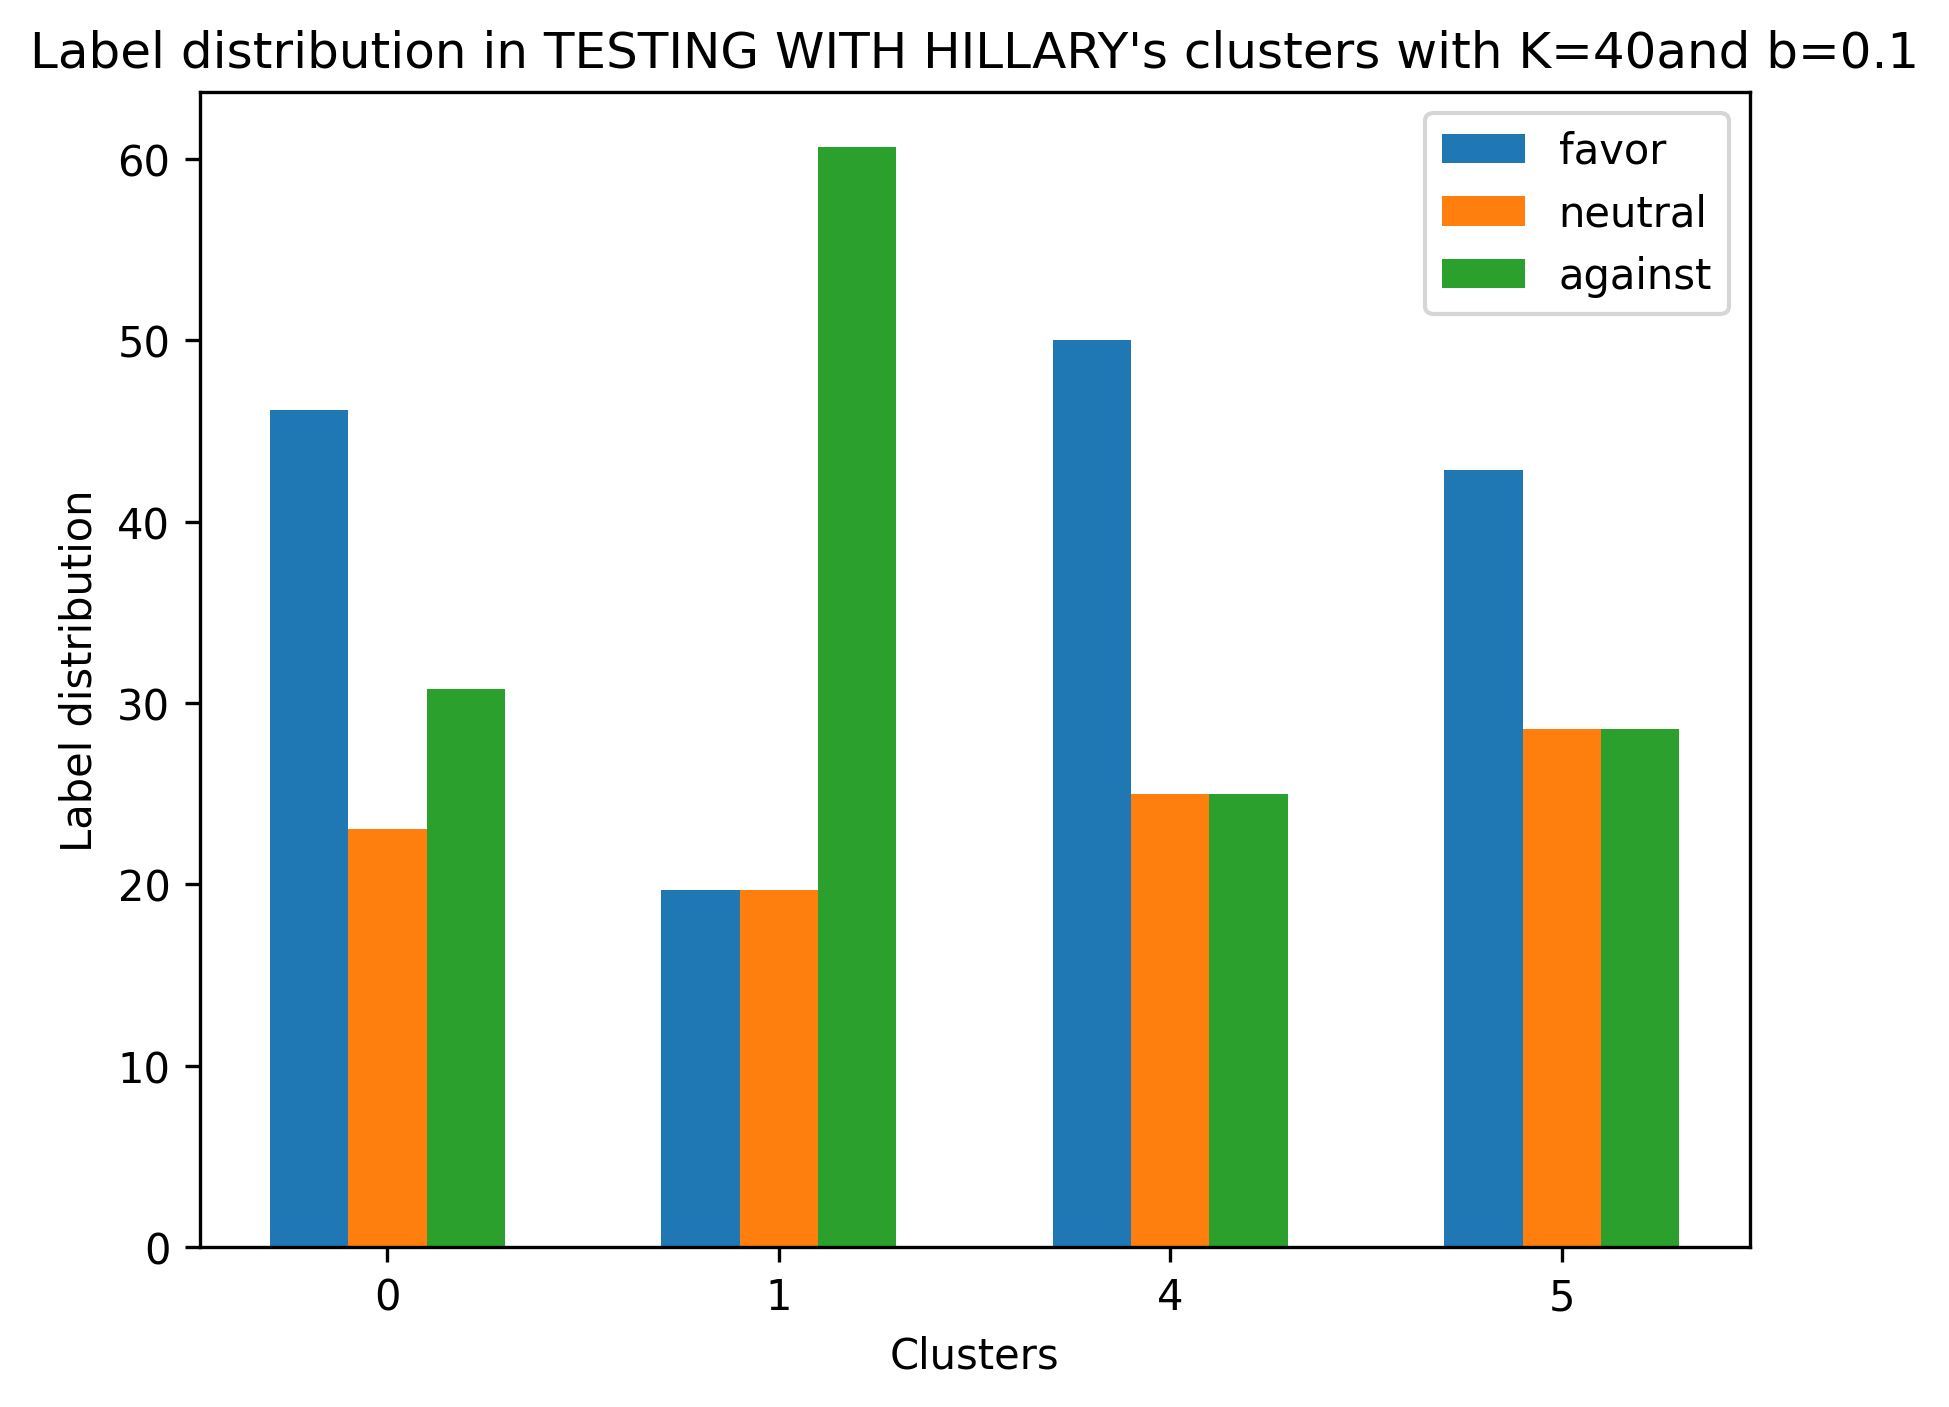 Label distribution in TESTING WITH HILLARY's clusters with K=40and b=0.1
favor
neutral
against
60
50
40
30
20
10
0
Label distribution
0 1 4 5
Clusters